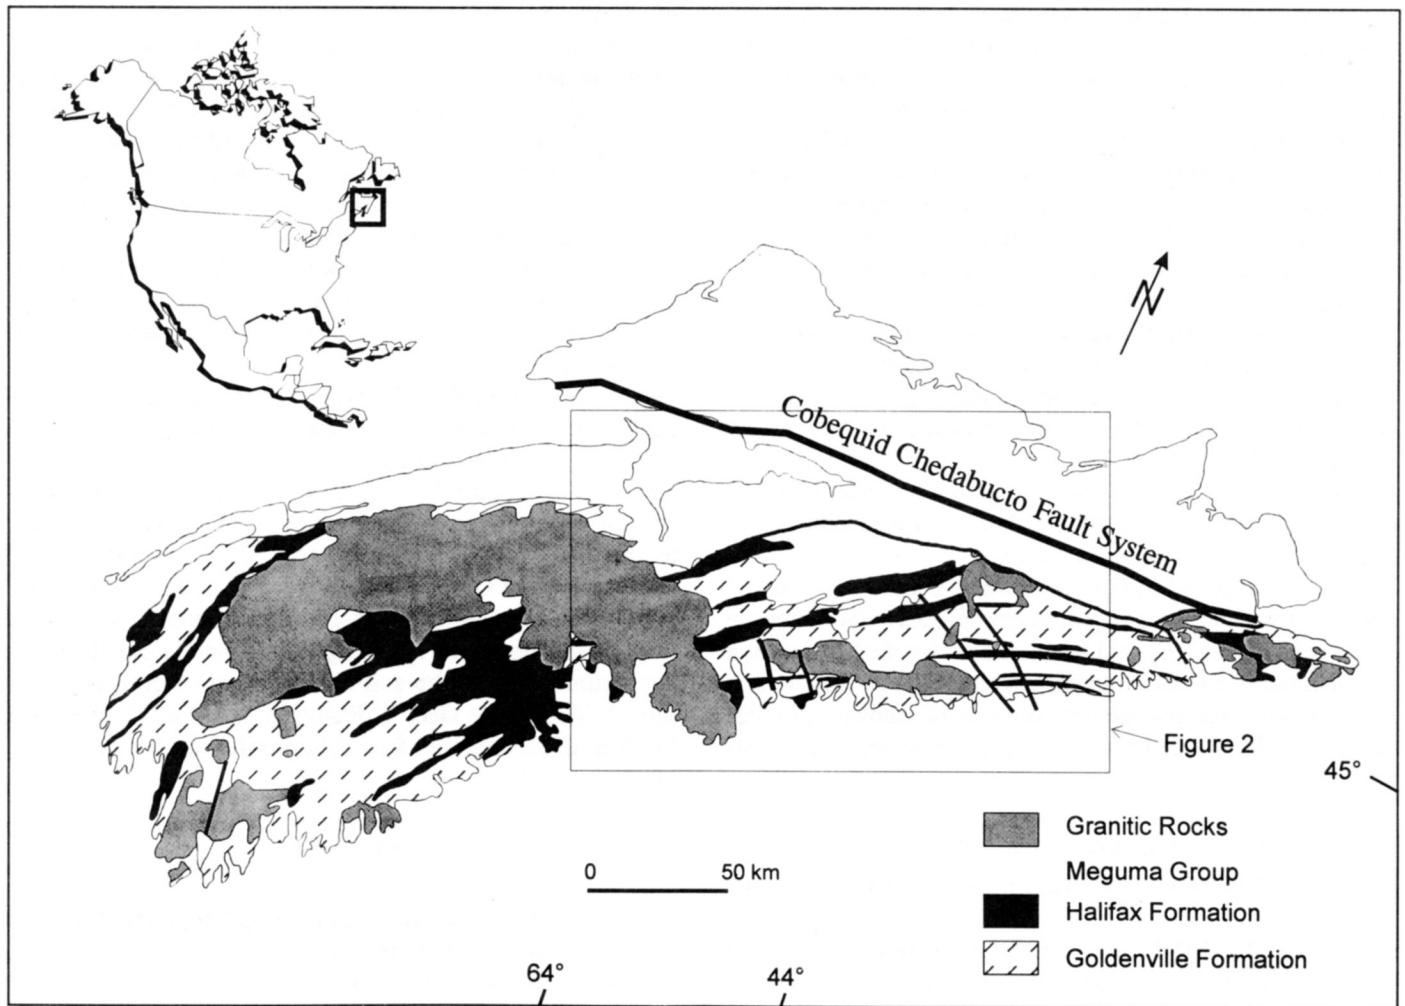 N
Cobequid Chedabucto Fault System
Figure 2
45°
Granitic Rocks
0 50 km
Meguma Group
Halifax Formation
Goldenville Formation
64°
44°